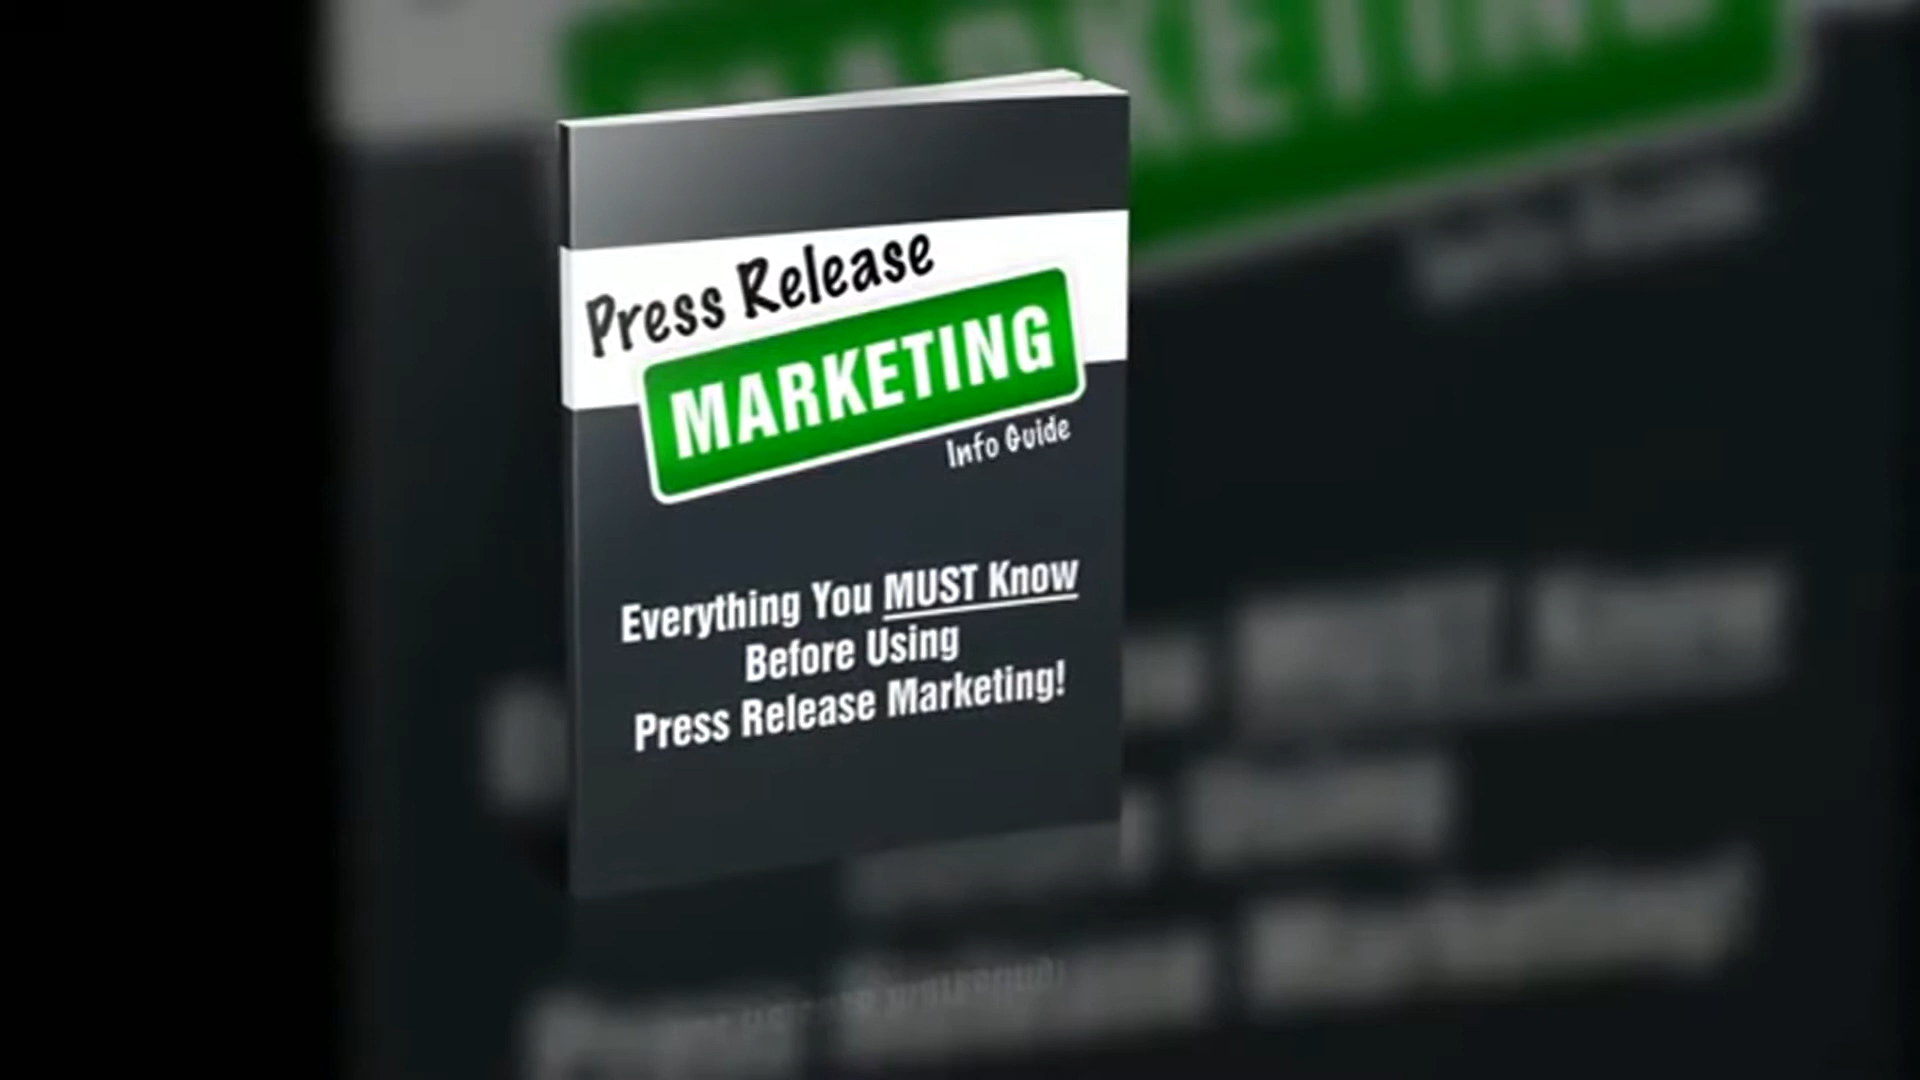 Press Release
MARKETING
Info Guide
Everything You MUST Know
Before Using
Press Release Marketing!